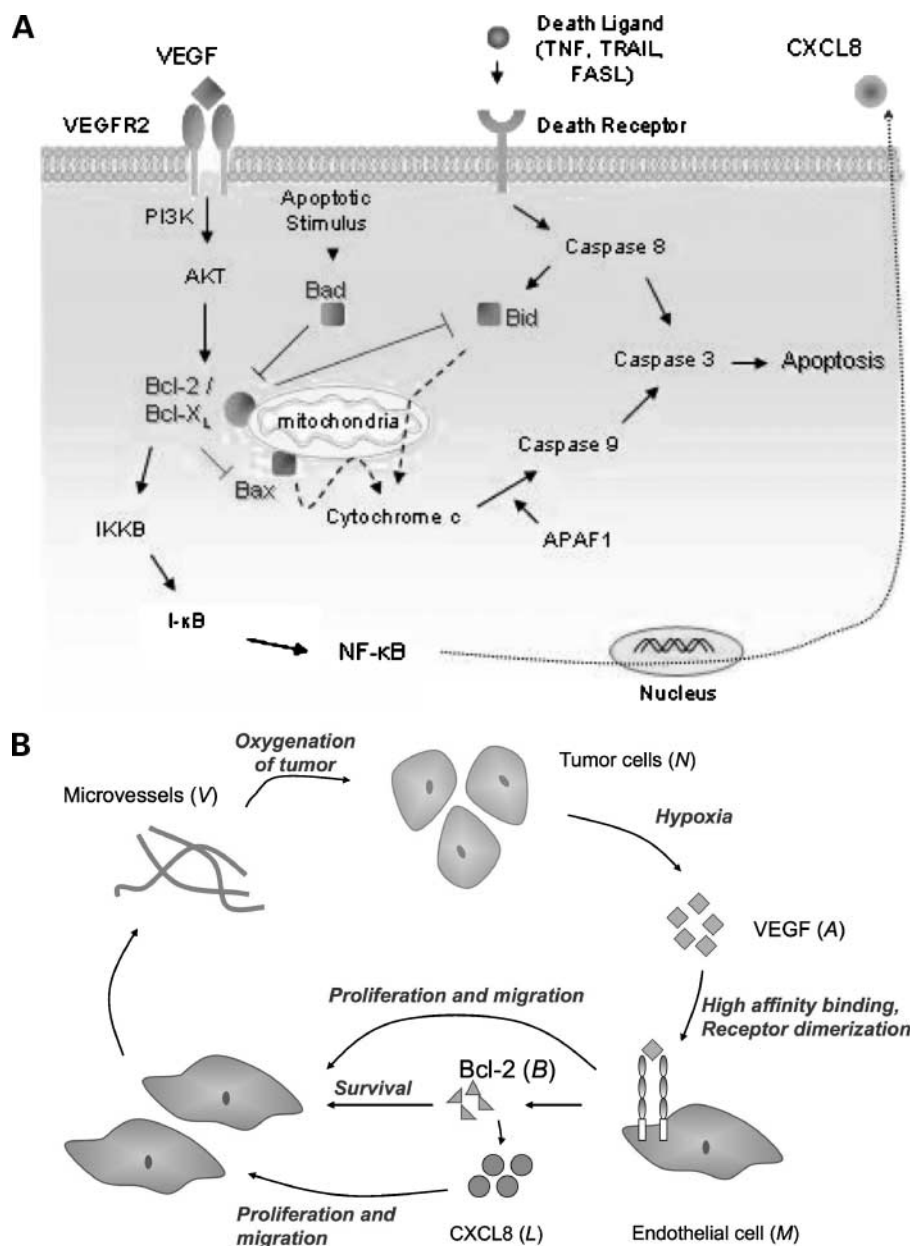 A
VEGF
VEGFR2
Death Ligand
(TNF, TRAIL,
FASL)
Death Receptor
CXCL8
PI3K
Apoptotic
Stimulus
Caspase 8
AKT
Bad
Bid
Caspase 3
Apoptosis
Bcl-2 /
Bcl-XL
mitochondria
Caspase 9
Bax
Cytochrome c
IKKB
APAF1
I-κB
NF-κB
Nucleus
B
Oxygenation
of tumor
Tumor cells (N)
Microvessels (V)
Hypoxia
VEGF (A)
Proliferation and migration
High affinity binding,
Receptor dimerization
Bcl-2 (B)
Survival
Proliferation and
migration
CXCL8 (L)
Endothelial cell (M)